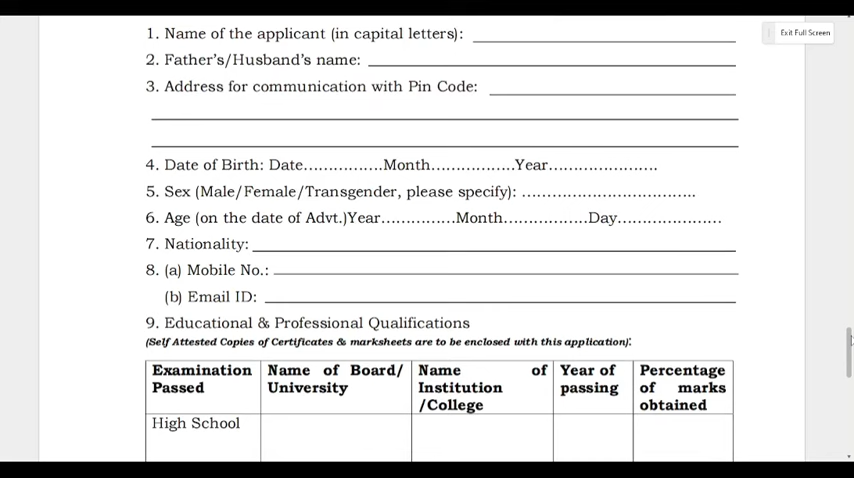 1. Name of the applicant (in capital letters):
Exit Full Screen
2. Father's/Husband's name:
3. Address for communication with Pin Code:
4. Date of Birth: Date...............Month................Year.....................
5. Sex (Male/Female/Transgender, please specify): ..................................
6. Age (on the date of Advt.)Year..............Month................Day....................
7. Nationality:
8. (a) Mobile No.:
(b) Email ID:
9. Educational & Professional Qualifications
(Self Attested Copies of Certificates & marksheets are to be enclosed with this application):
Examination Passed
Name of Board/ University
Name of Institution /College
Year of passing
Percentage of marks obtained
High School